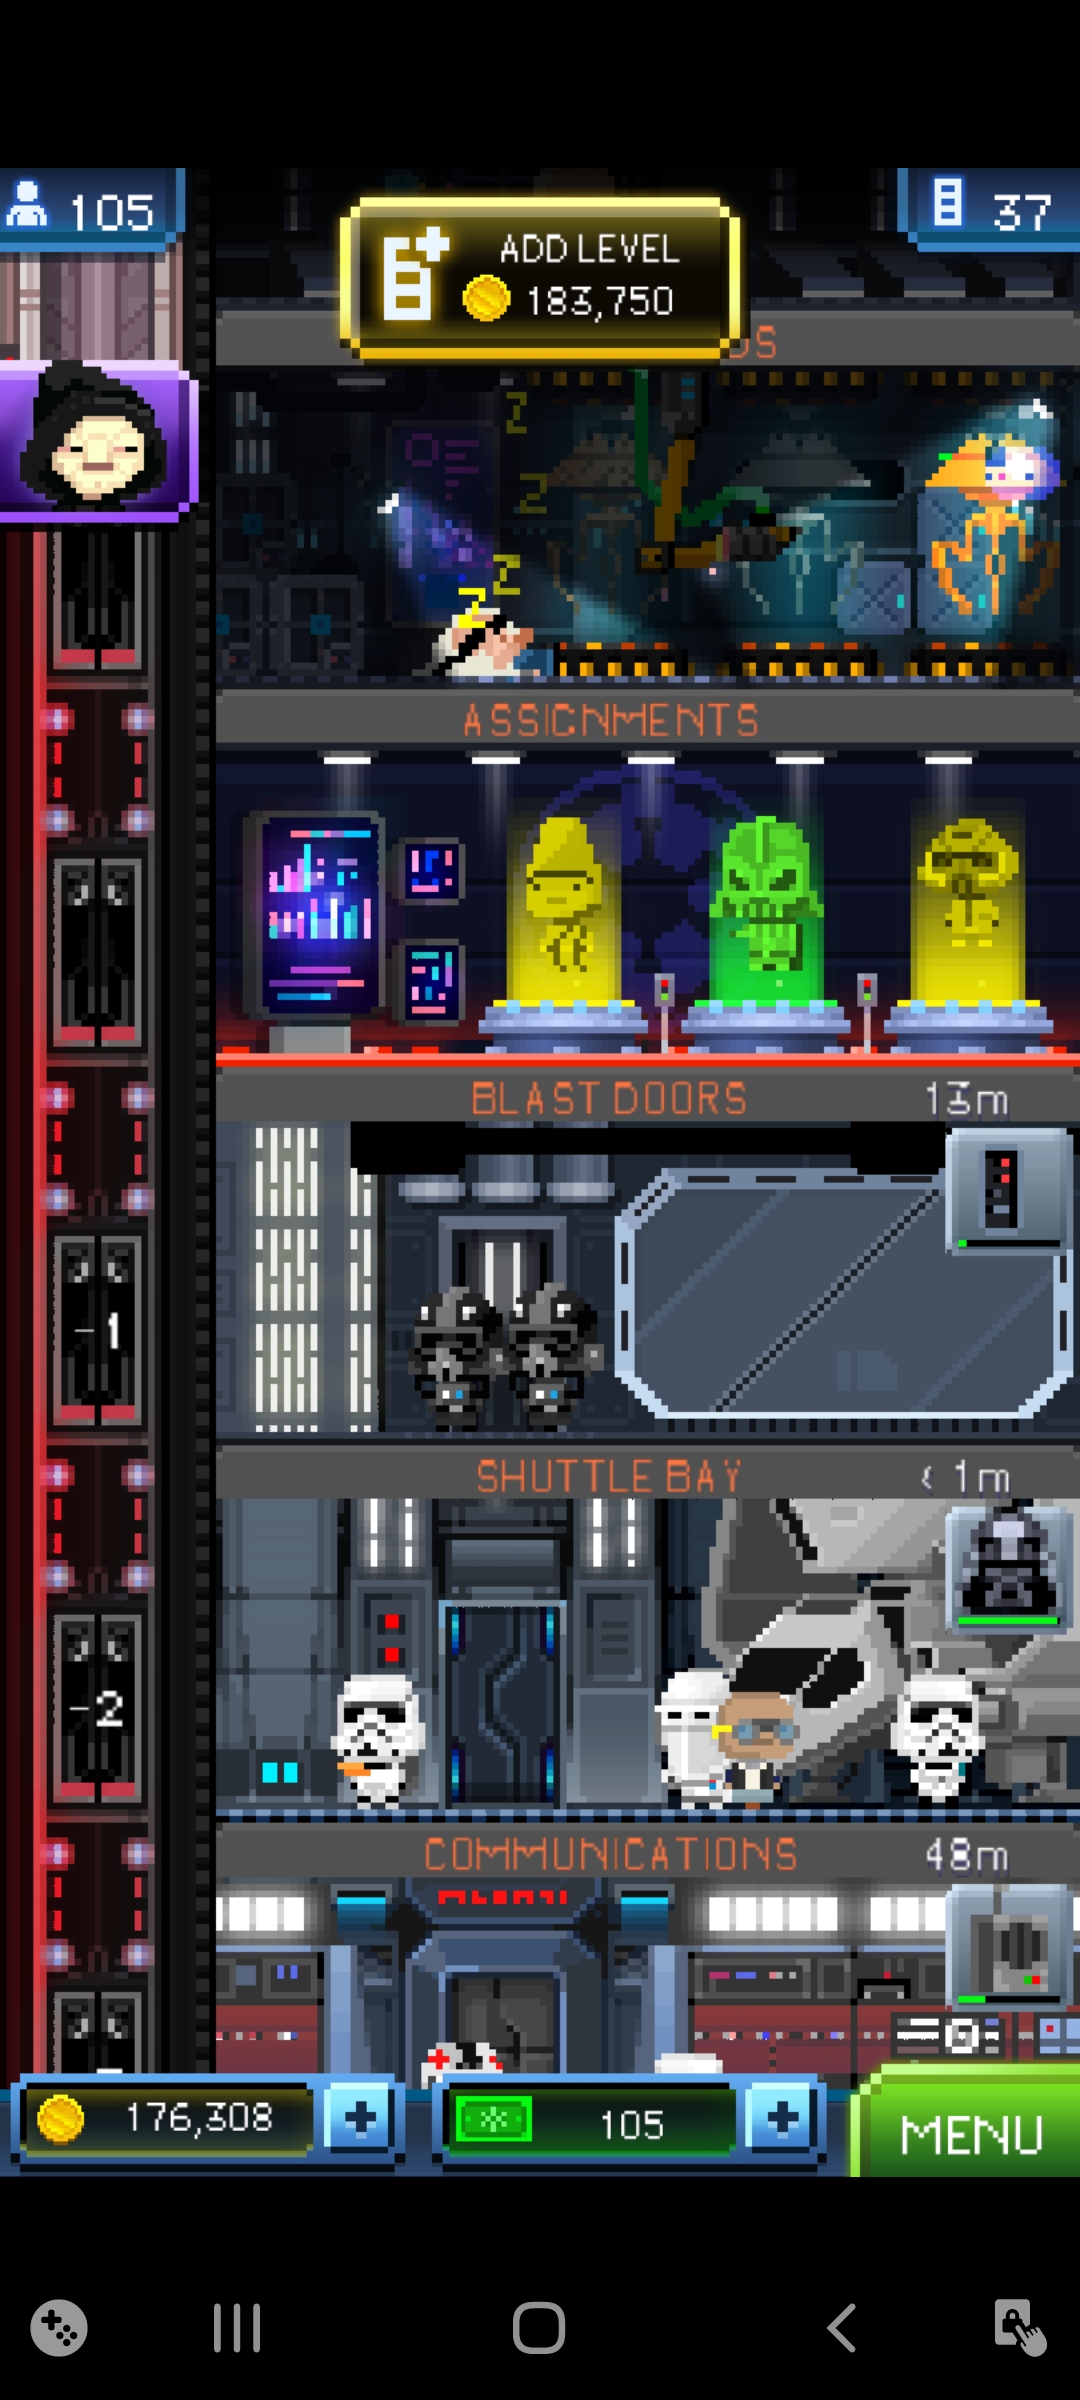 105
ADD LEVEL
183,750
37
DS
Z
Z
Z
Z
ASSIGNMENTS
BLAST DOORS
13m
-1
SHUTTLE BAY
< 1m
-2
COMMUNICATIONS
48m
176,308
+
105
+
MENU